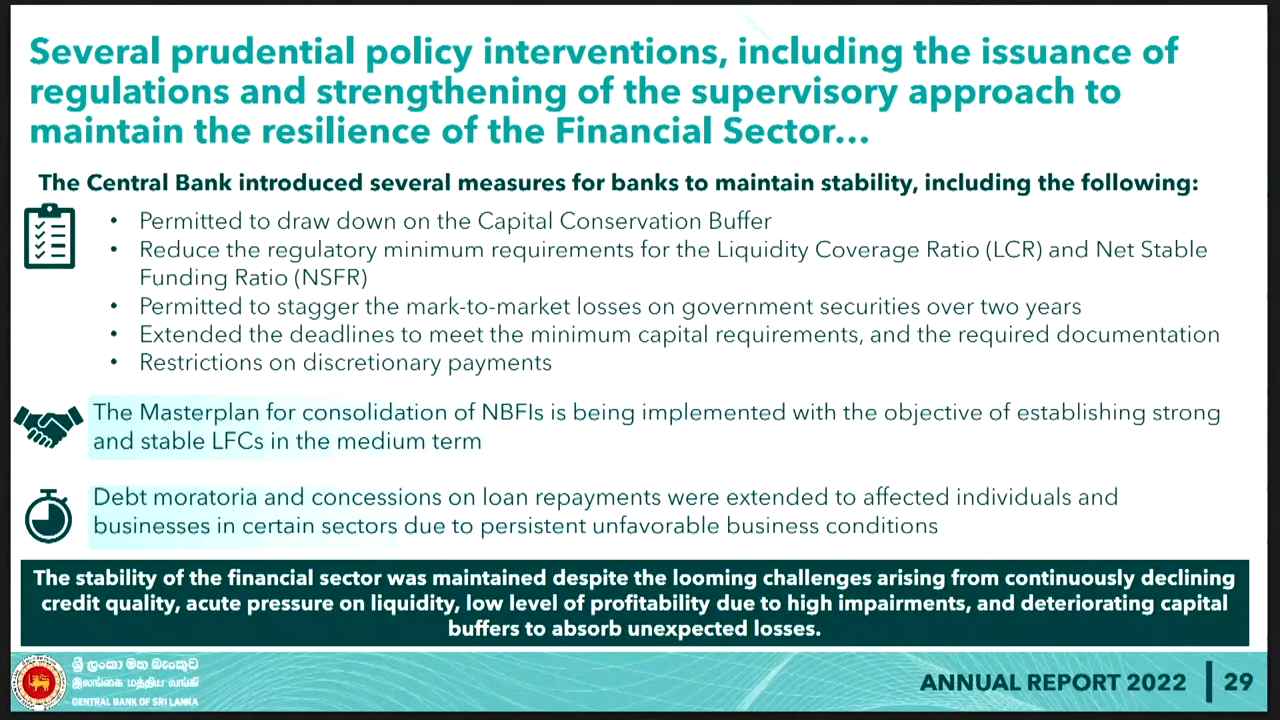 Several prudential policy interventions, including the issuance of
regulations and strengthening of the supervisory approach to
maintain the resilience of the Financial Sector...
The Central Bank introduced several measures for banks to maintain stability, including the following:
• Permitted to draw down on the Capital Conservation Buffer
• Reduce the regulatory minimum requirements for the Liquidity Coverage Ratio (LCR) and Net Stable
Funding Ratio (NSFR)
• Permitted to stagger the mark-to-market losses on government securities over two years
• Extended the deadlines to meet the minimum capital requirements, and the required documentation
• Restrictions on discretionary payments
The Masterplan for consolidation of NBFIs is being implemented with the objective of establishing strong
and stable LFCs in the medium term
Debt moratoria and concessions on loan repayments were extended to affected individuals and
businesses in certain sectors due to persistent unfavorable business conditions
The stability of the financial sector was maintained despite the looming challenges arising from continuously declining
credit quality, acute pressure on liquidity, low level of profitability due to high impairments, and deteriorating capital
buffers to absorb unexpected losses.
ශ්‍රී ලංකා මහ බැංකුව
இலங்கை மத்திய வங்கி
CENTRAL BANK OF SRI LANKA
ANNUAL REPORT 2022 | 29